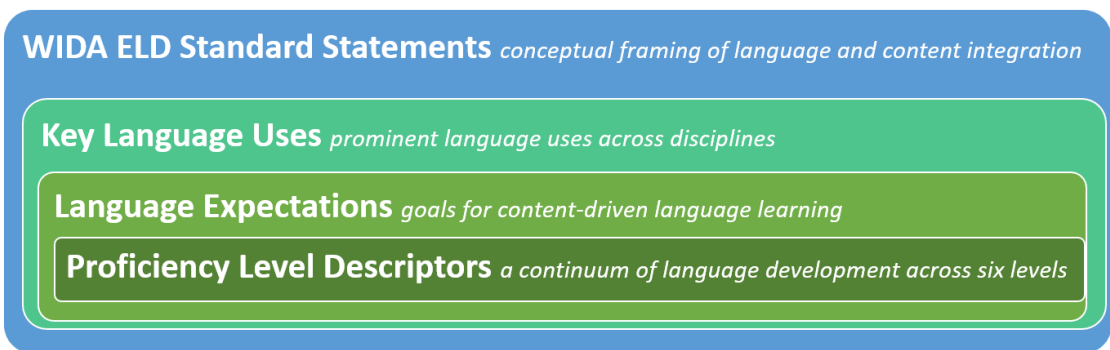 WIDA ELD Standard Statements conceptual framing of language and content integration
Key Language Uses prominent language uses across disciplines
Language Expectations goals for content-driven language learning
Proficiency Level Descriptors a continuum of language development across six levels